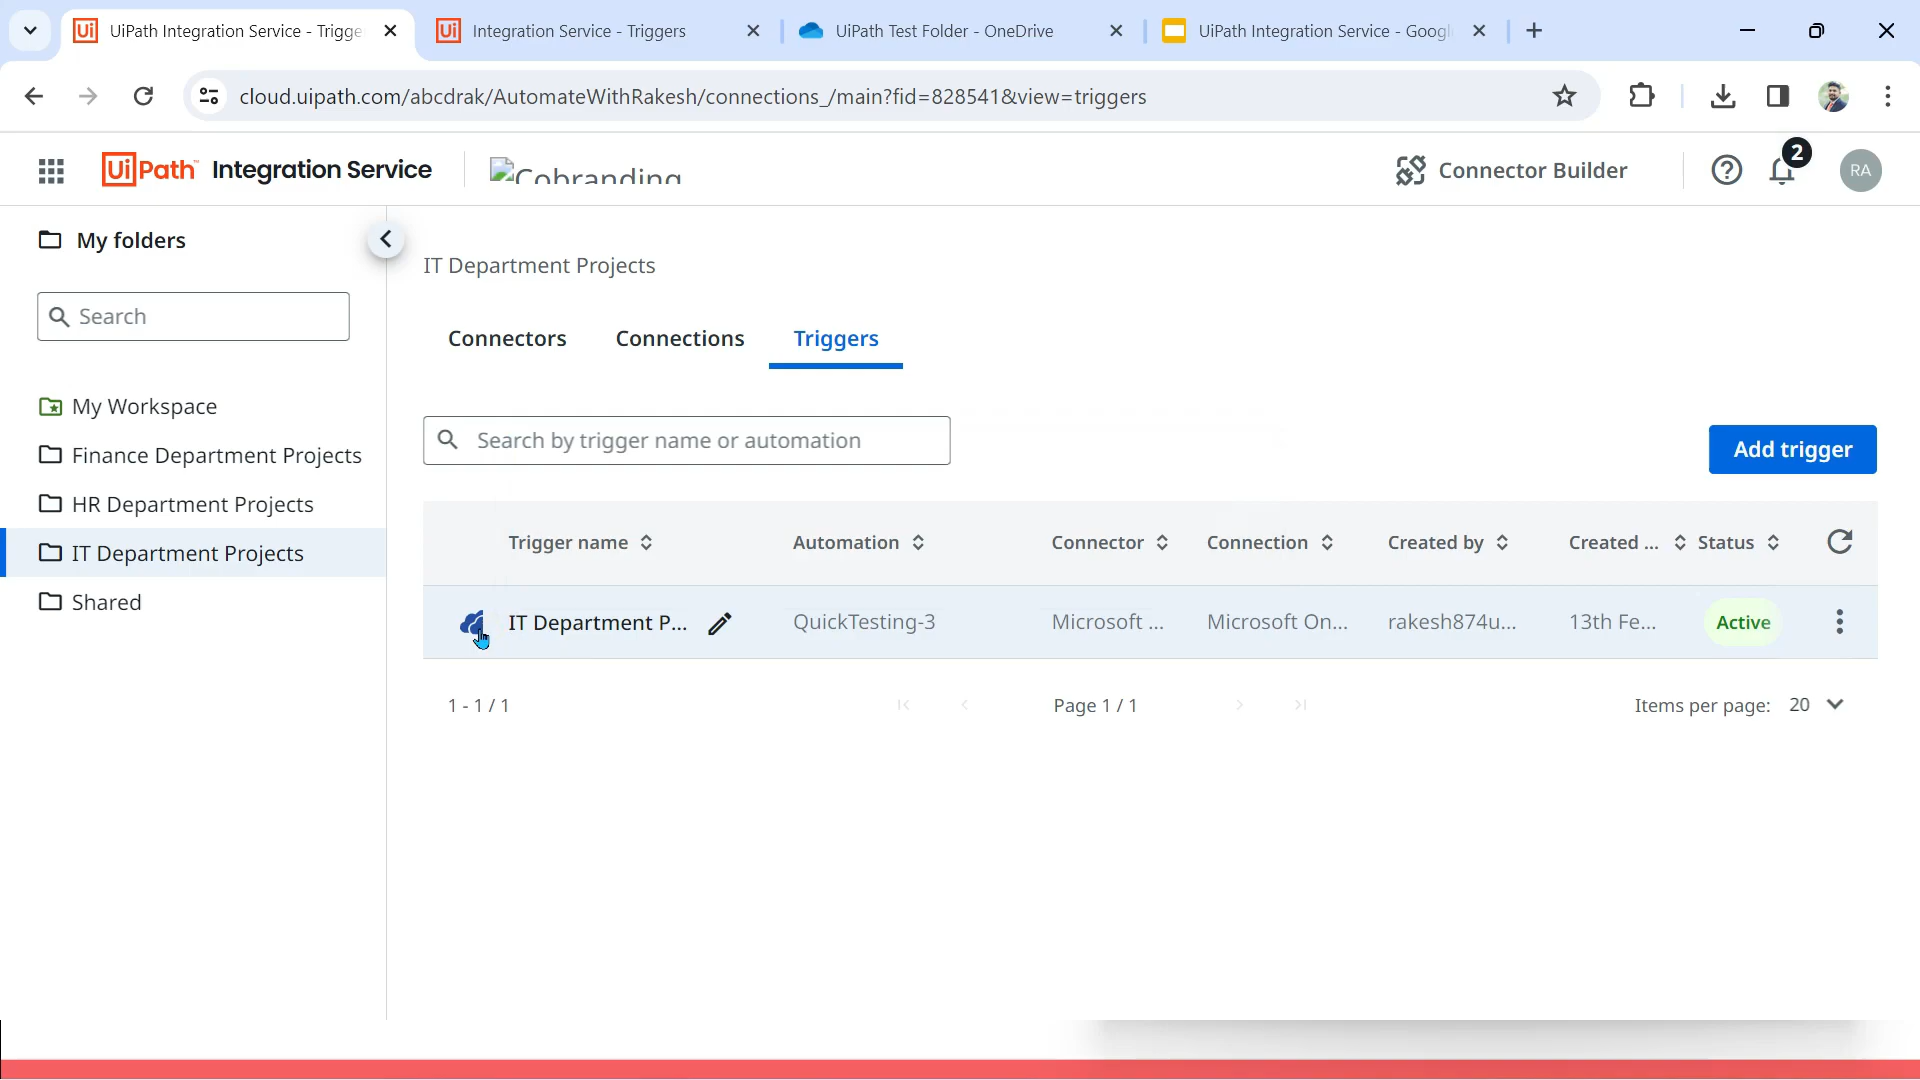 UiPath Integration Service - Trigge
Integration Service - Triggers
UiPath Test Folder - OneDrive
UiPath Integration Service - Googl
cloud.uipath.com/abcdrak/AutomateWithRakesh/connections_/main?fid=828541&view=triggers
UiPath Integration Service
Cobranding
Connector Builder
2
RA
My folders
Search
My Workspace
Finance Department Projects
HR Department Projects
IT Department Projects
Shared
IT Department Projects
Connectors Connections Triggers
Search by trigger name or automation
Add trigger
Trigger name Automation Connector Connection Created by Created ... Status
IT Department P... QuickTesting-3 Microsoft ... Microsoft On... rakesh874u... 13th Fe... Active
1 - 1 / 1 Page 1 / 1 Items per page: 20